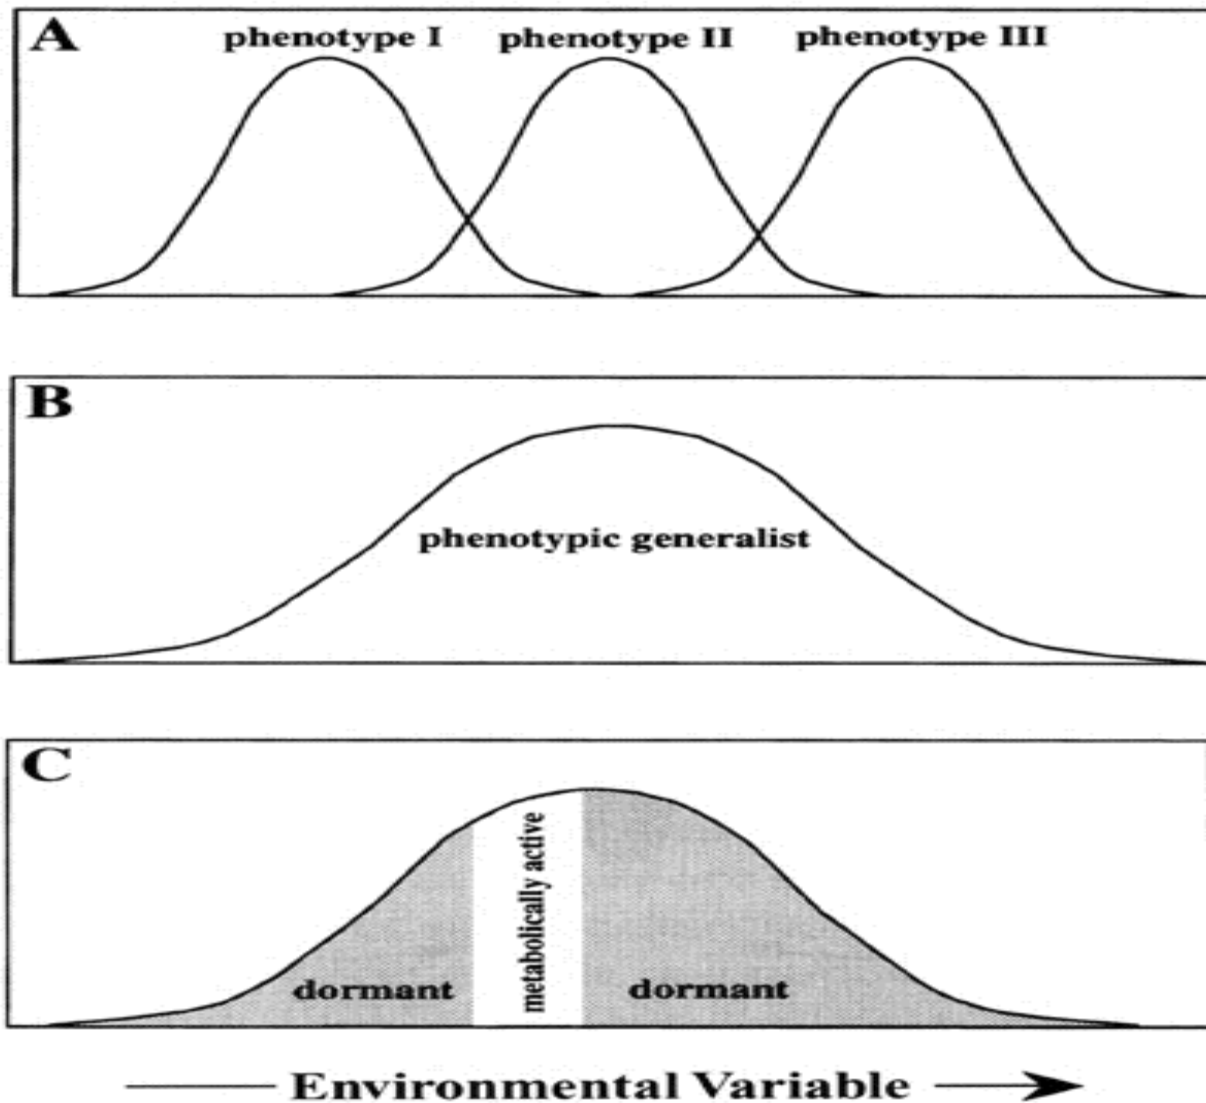 A
phenotype I
phenotype II
phenotype III
B
phenotypic generalist
C
dormant
metabolically active
dormant
Environmental Variable